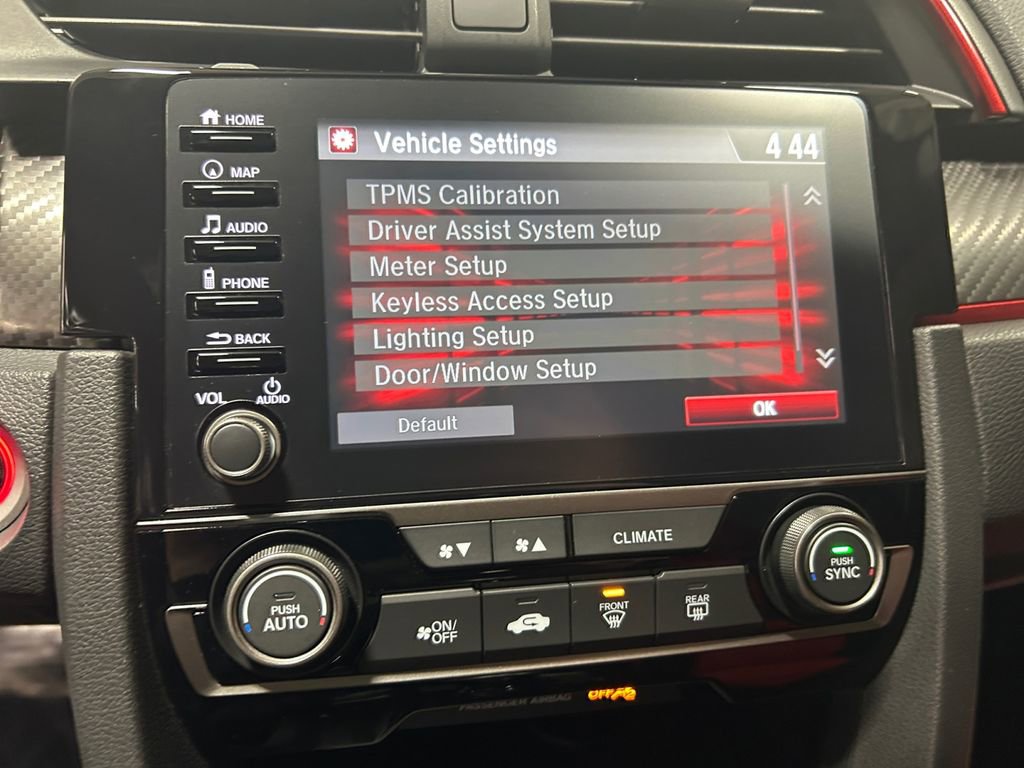 HOME
MAP
AUDIO
PHONE
BACK
VOL
AUDIO
Vehicle Settings
4 44
TPMS Calibration
Driver Assist System Setup
Meter Setup
Keyless Access Setup
Lighting Setup
Door/Window Setup
Default
OK
CLIMATE
PUSH
AUTO
ON/
OFF
FRONT
REAR
PUSH
SYNC
PASSENGER AIRBAG
OFF